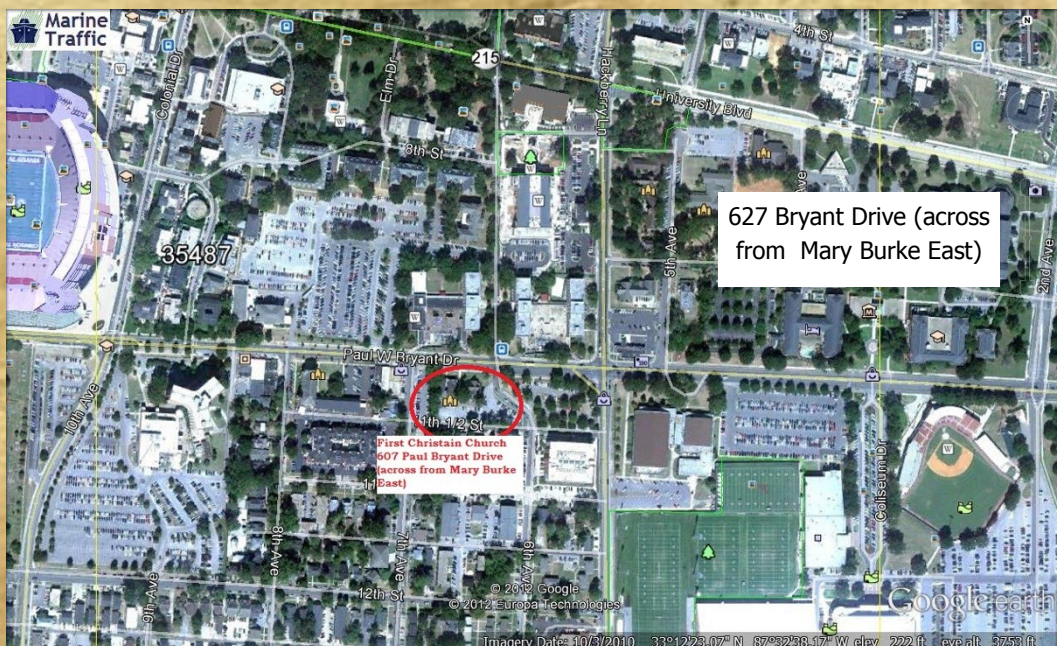 Marine
Traffic
Colonial Dr
Elm Dr
215
Hackberry Ln
4th St
N
University Blvd
8th St
ALABAMA
35487
5th Ave
627 Bryant Drive (across
from Mary Burke East)
2nd Ave
Paul W Bryant Dr
10th Ave
11th 1/2 St
First Christain Church
607 Paul Bryant Drive
(across from Mary Burke
East)
Coliseum Dr
8th Ave
7th Ave
6th Ave
9th Ave
12th St
© 2012 Google
© 2012 Europa Technologies
Google earth
Imagery Date: 10/3/2010 33°12'23.07" N 87°32'38.17" W elev 222 ft eye alt 3753 ft